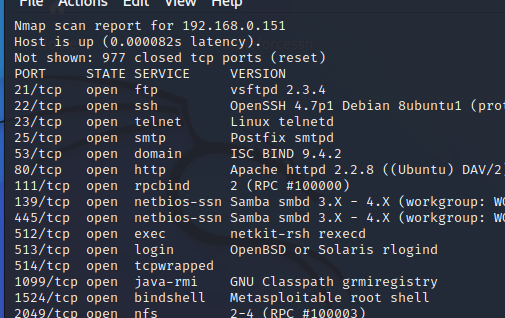 File Actions Edit View Help
Nmap scan report for 192.168.0.151
Host is up (0.000082s latency).
Not shown: 977 closed tcp ports (reset)
PORT STATE SERVICE VERSION
21/tcp open ftp vsftpd 2.3.4
22/tcp open ssh OpenSSH 4.7p1 Debian 8ubuntu1 (prot
23/tcp open telnet Linux telnetd
25/tcp open smtp Postfix smtpd
53/tcp open domain ISC BIND 9.4.2
80/tcp open http Apache httpd 2.2.8 ((Ubuntu) DAV/2)
111/tcp open rpcbind 2 (RPC #100000)
139/tcp open netbios-ssn Samba smbd 3.X - 4.X (workgroup: WO
445/tcp open netbios-ssn Samba smbd 3.X - 4.X (workgroup: WO
512/tcp open exec netkit-rsh rexecd
513/tcp open login OpenBSD or Solaris rlogind
514/tcp open tcpwrapped
1099/tcp open java-rmi GNU Classpath grmiregistry
1524/tcp open bindshell Metasploitable root shell
2049/tcp open nfs 2-4 (RPC #100003)